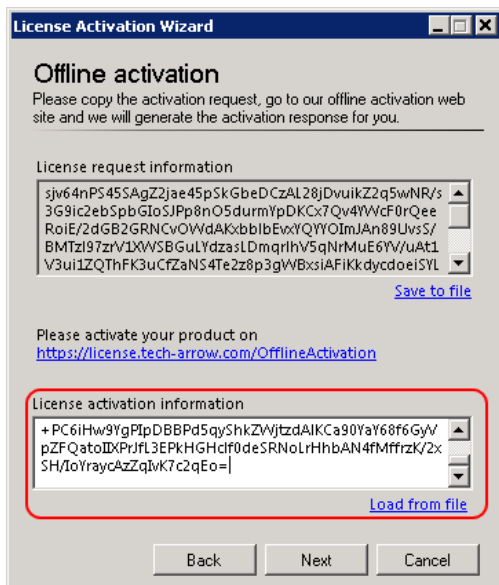 License Activation Wizard
Offline activation
Please copy the activation request, go to our offline activation web
site and we will generate the activation response for you.
License request information
sjv64nPS45SAgZ2jae45pSkGbeDCzAL28jDvuikZ2q5wNR/s
3G9ic2ebSpbGIoSJPp8nO5durmYpDKCx7Qv4YWcF0rQee
RoiE/2dGB2GRNCvOWdAKxbbIbEvxYQYYOImJAn89UvsS/
BMTzl97zrV1XWSBGuLYdzasLDmqrIhV5qNrMuE6YV/uAt1
V3ui1ZQThFK3uCfZaNS4Te2z8p3gWBxsiAFiKkdycdoeiSYL
Save to file
Please activate your product on
https://license.tech-arrow.com/OfflineActivation
License activation information
+PC6iHw9YgPIpDBBPd5qyShkZWjtzdAlKCa90YaY68f6GyV
pZFQatoIIXPrJfL3EPkHGHclf0deSRNoLrHhbAN4fMffrzK/2x
SH/IoYraycAzZqIvK7c2qEo=
Load from file
Back
Next
Cancel